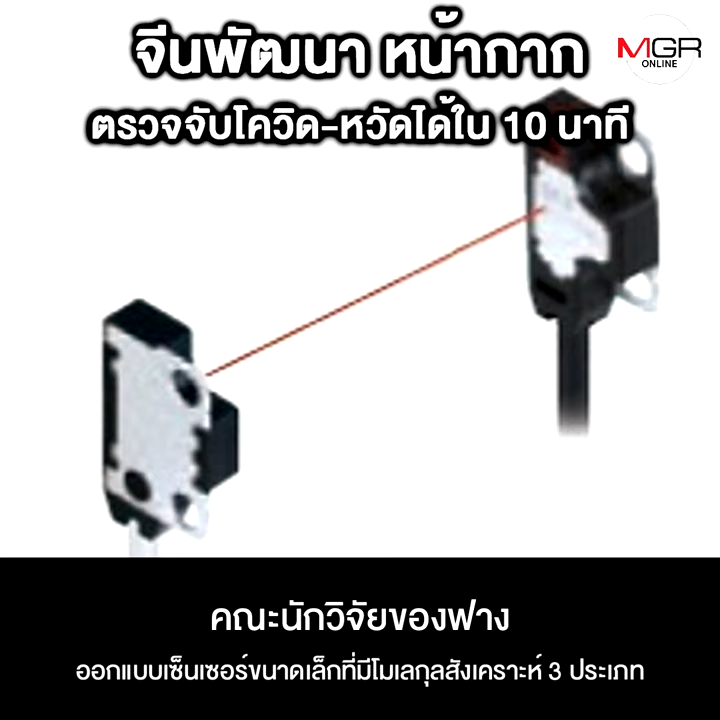 จีนพัฒนา หน้ากาก
MGR
ONLINE
ตรวจจับโควิด-หวัดได้ใน 10 นาที
คณะนักวิจัยของฟาง
ออกแบบเซ็นเซอร์ขนาดเล็กที่มีโมเลกุลสังเคราะห์ 3 ประเภท